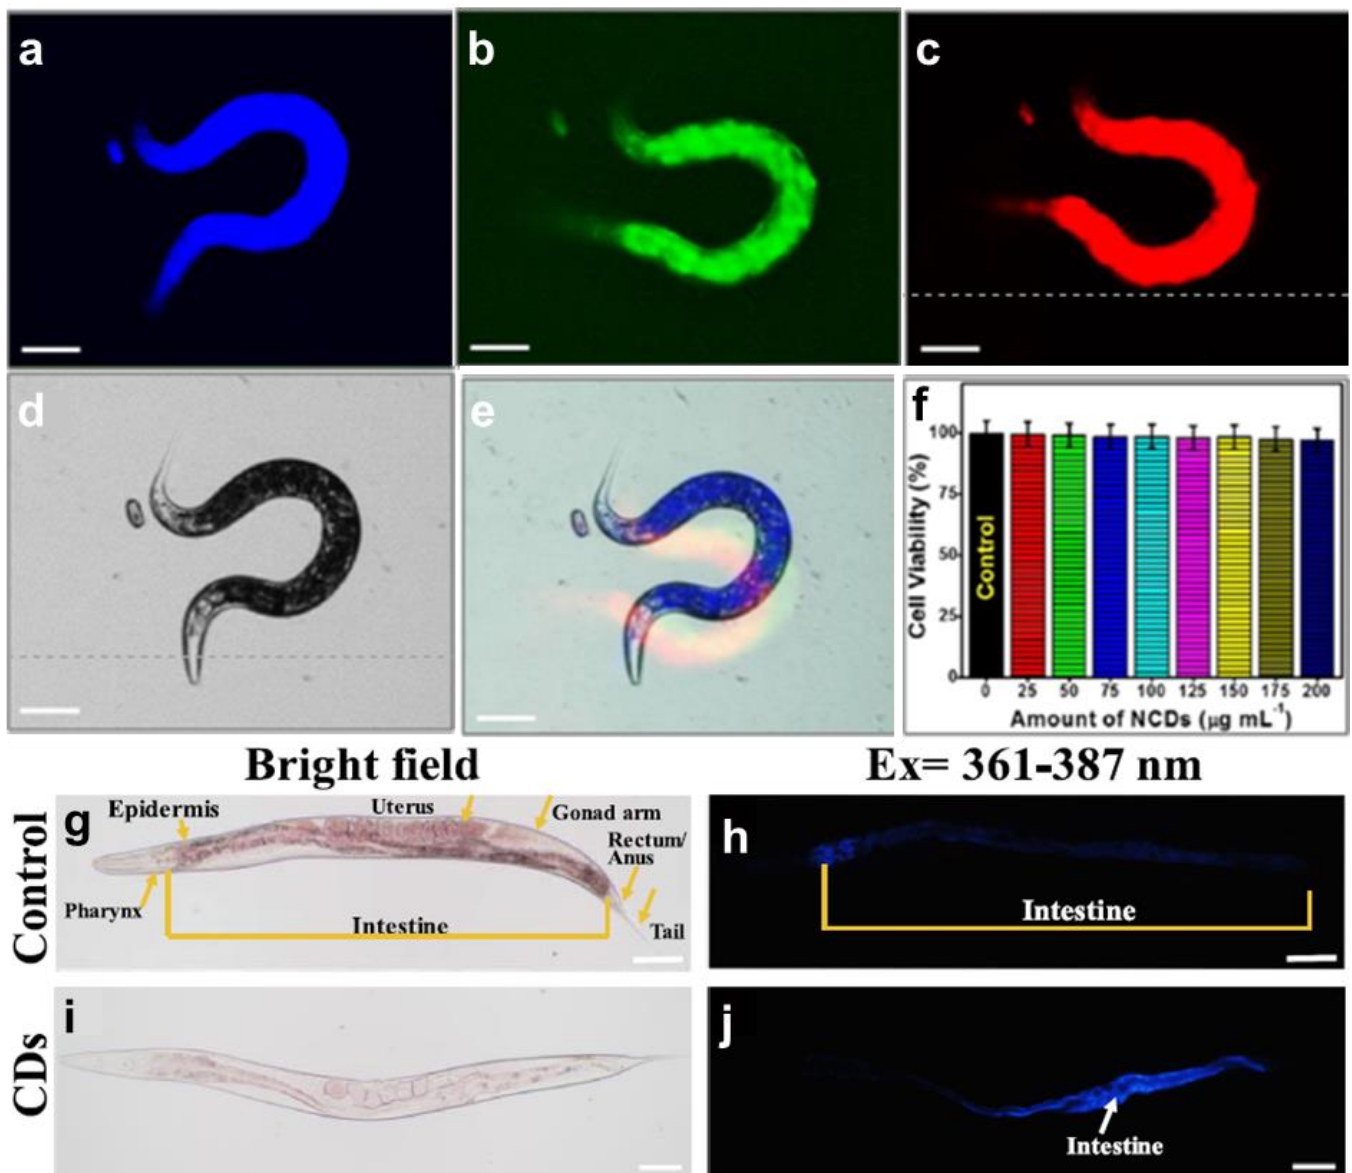 a
b
c
d
e
f
Cell Viability (%)
100
75
50
25
0
Control
0 25 50 75 100 125 150 175 200
Amount of NCDs (µg mL⁻¹)
Bright field
Ex= 361-387 nm
Control
g
Epidermis
Uterus
Gonad arm
Rectum/
Anus
Pharynx
Intestine
Tail
h
Intestine
CDs
i
j
Intestine